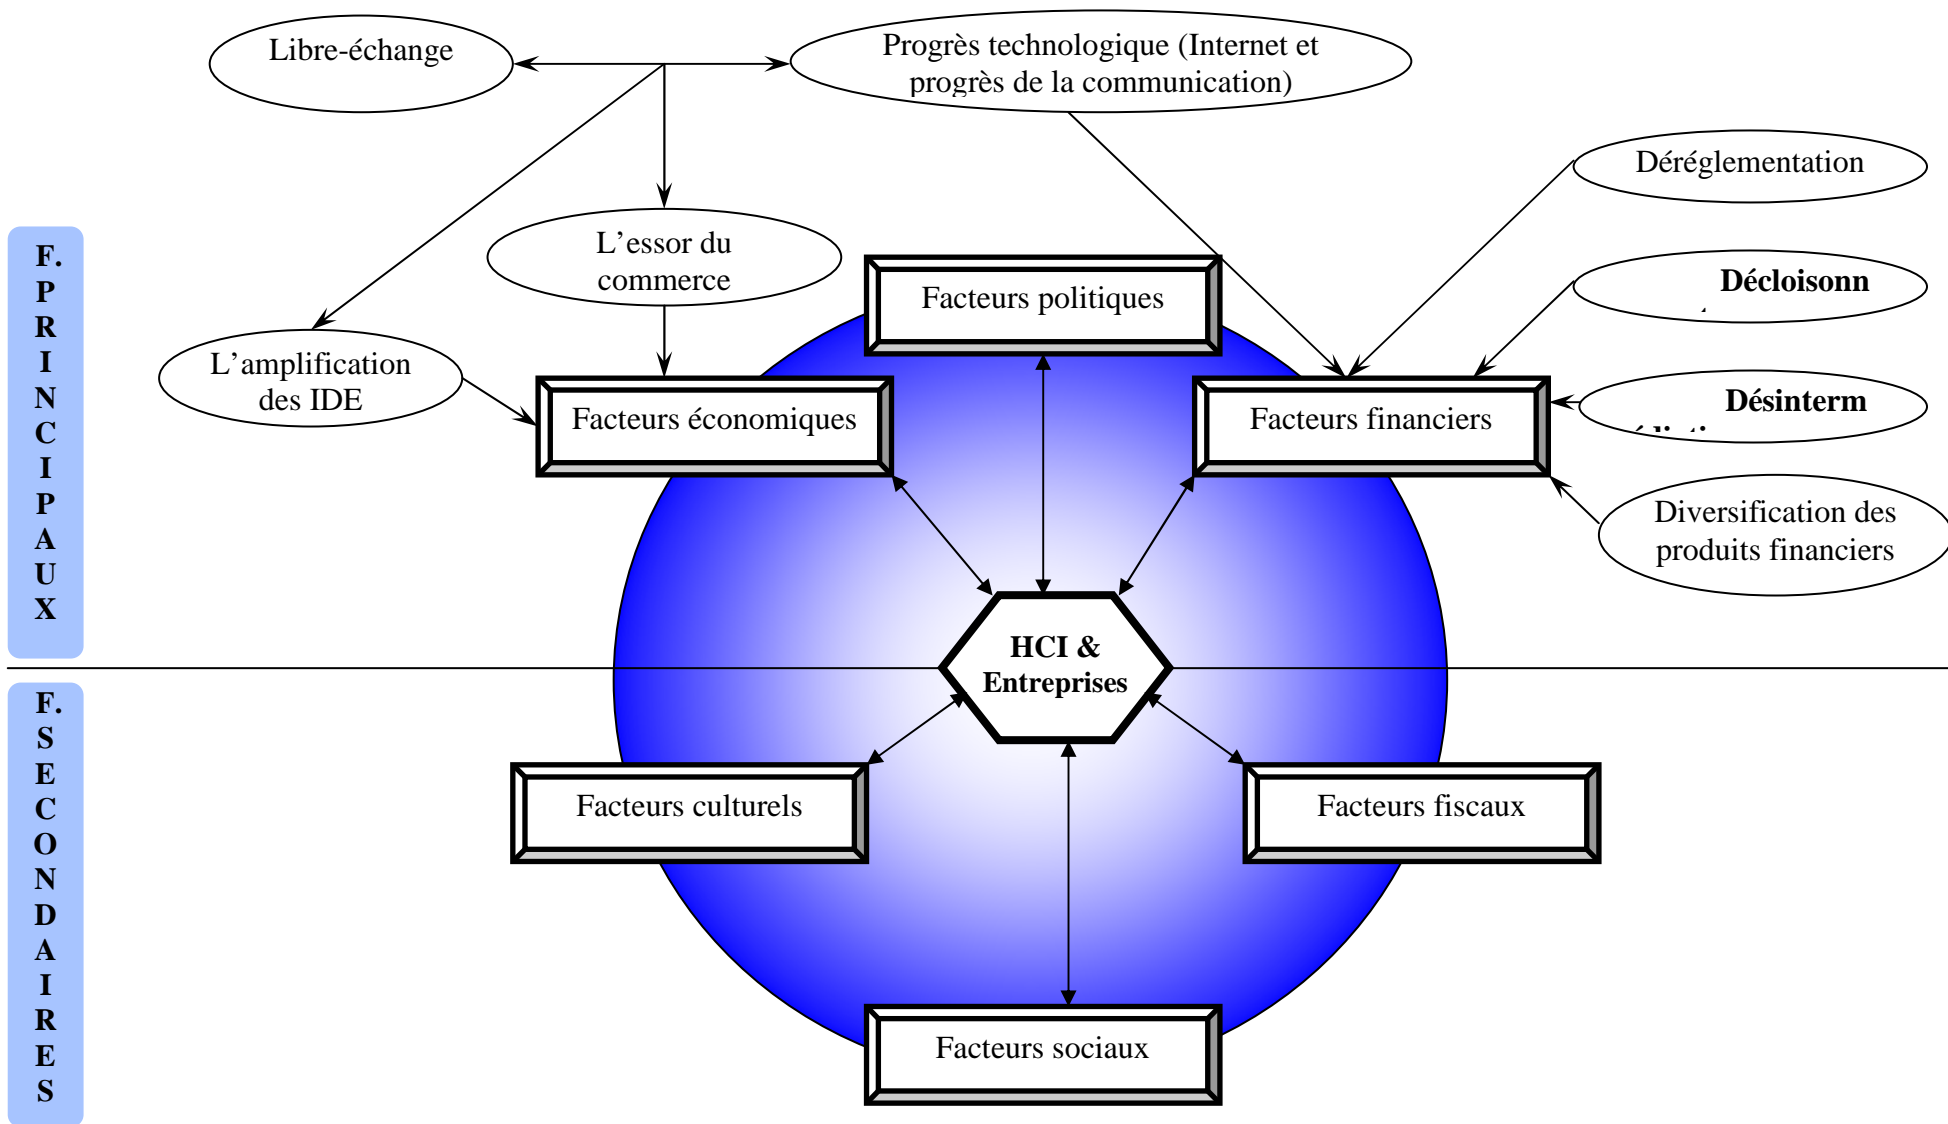 Libre-échange
Progrès technologique (Internet et
progrès de la communication)
Déréglementation
L'essor du
commerce
Décloisonn
Facteurs politiques
L'amplification
des IDE
Facteurs économiques
Facteurs financiers
Désinterm
Diversification des
produits financiers
F.
P
R
I
N
C
I
P
A
U
X
HCI &
Entreprises
F.
S
E
C
O
N
D
A
I
R
E
S
Facteurs culturels
Facteurs fiscaux
Facteurs sociaux